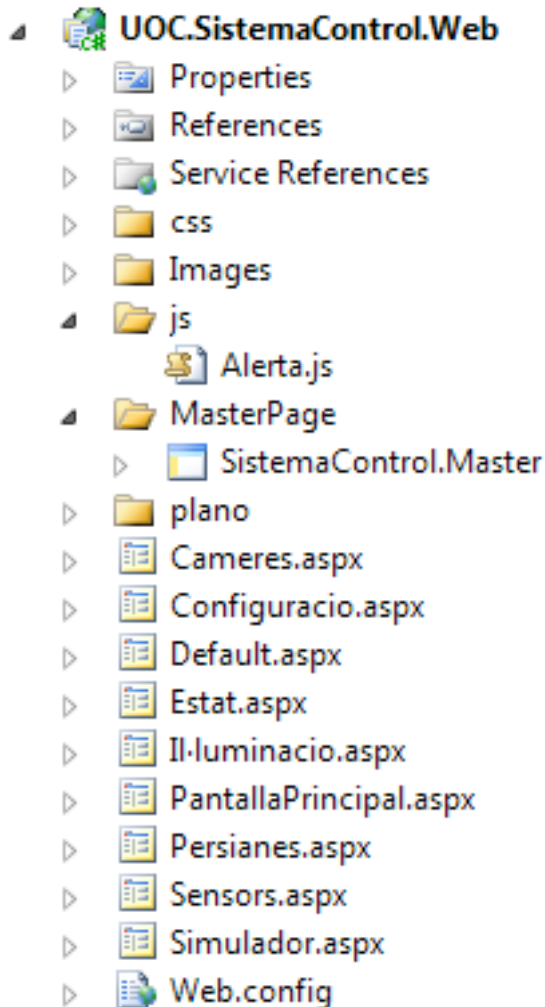 UOC.SistemaControl.Web
Properties
References
Service References
css
Images
js
Alerta.js
MasterPage
SistemaControl.Master
plano
Cameres.aspx
Configuracio.aspx
Default.aspx
Estat.aspx
Il·luminacio.aspx
PantallaPrincipal.aspx
Persianes.aspx
Sensors.aspx
Simulador.aspx
Web.config